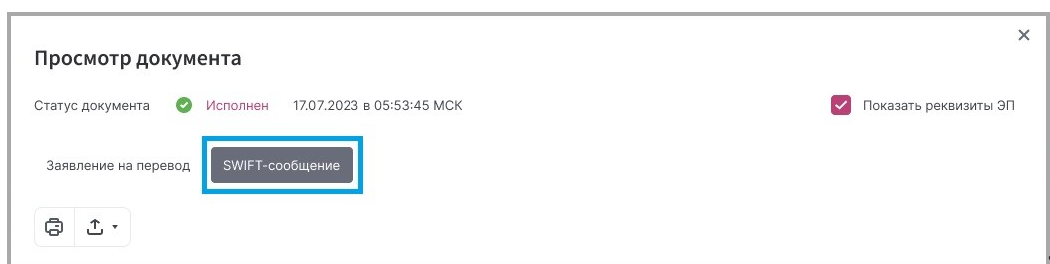 Просмотр документа
Статус документа Исполнен 17.07.2023 в 05:53:45 МСК Показать реквизиты ЭП
Заявление на перевод SWIFT-сообщение